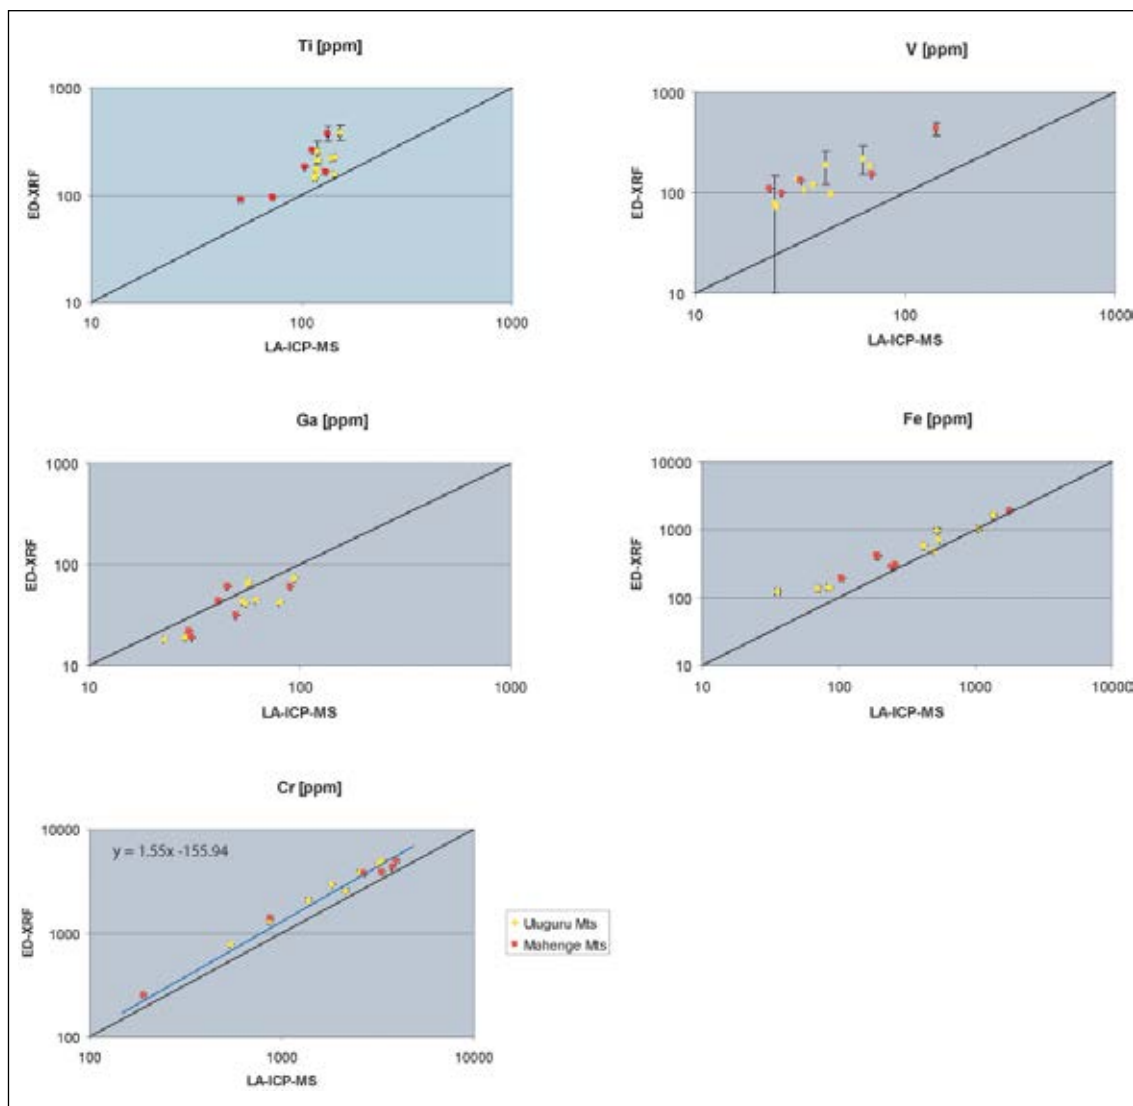 Ti [ppm]
1000
100
10
ED-XRF
10 100 1000
LA-ICP-MS
V [ppm]
1000
100
10
ED-XRF
10 100 1000
LA-ICP-MS
Ga [ppm]
1000
100
10
ED-XRF
10 100 1000
LA-ICP-MS
Fe [ppm]
10000
1000
100
10
ED-XRF
10 100 1000 10000
LA-ICP-MS
Cr [ppm]
y = 1.55x -155.94
10000
1000
100
ED-XRF
100 1000 10000
LA-ICP-MS
Uluguru Mts
Mahenge Mts